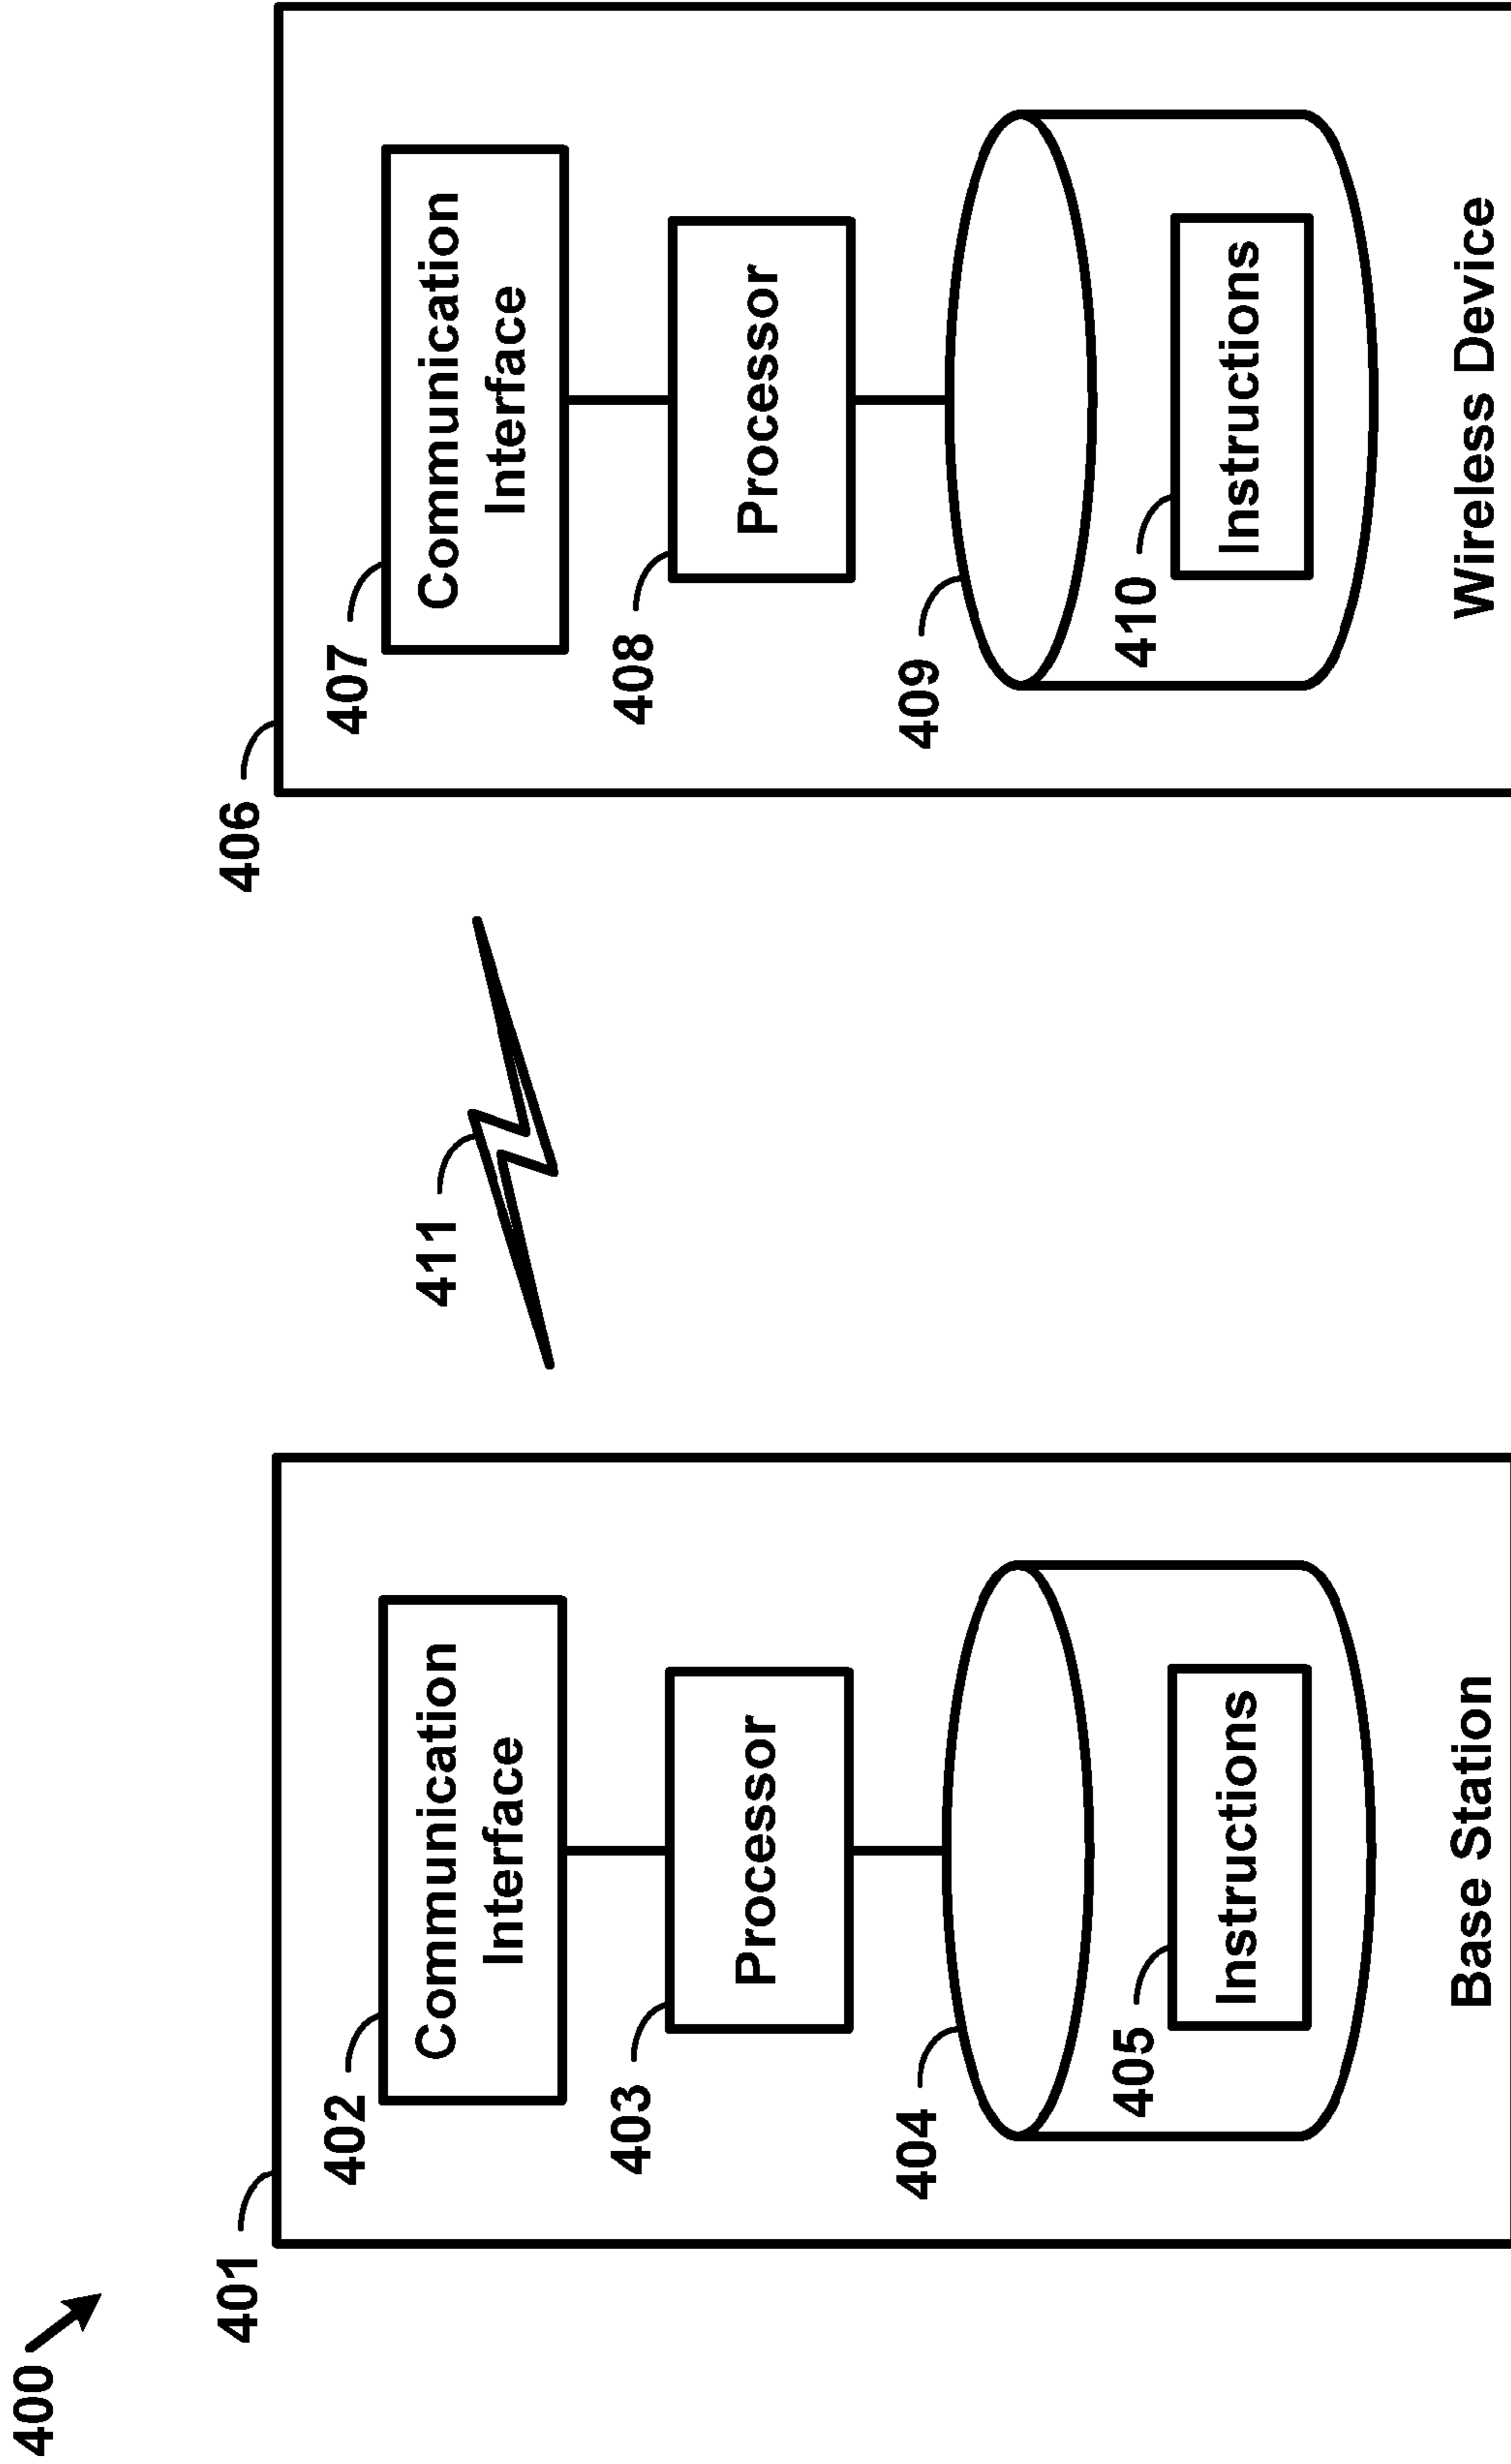 400
401
402
Communication
Interface
403
Processor
404
405
Instructions
Base Station
411
406
407
Communication
Interface
408
Processor
409
410
Instructions
Wireless Device